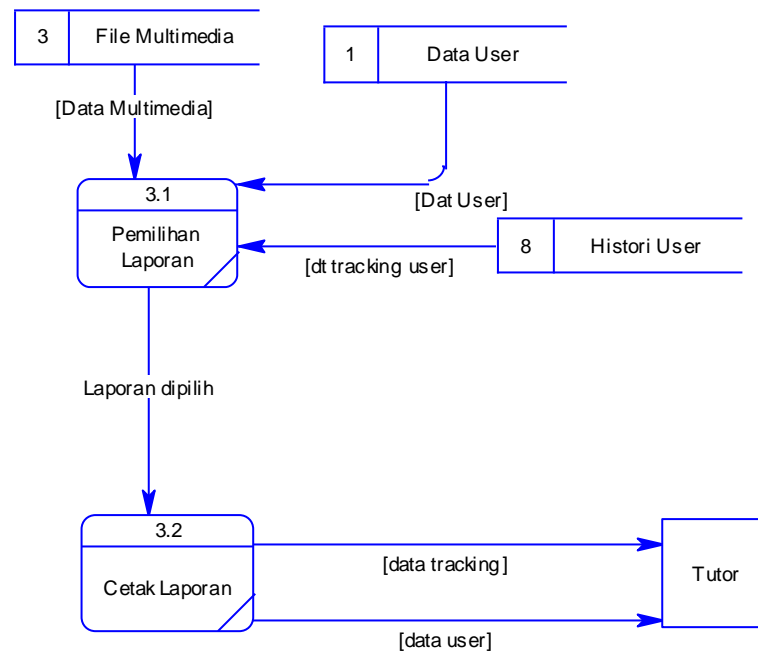 3 File Multimedia
1 Data User
[Data Multimedia]
3.1
[Dat User]
Pemilihan
Laporan
8 Histori User
[dt tracking user]
Laporan dipilih
3.2
[data tracking]
Cetak Laporan
Tutor
[data user]